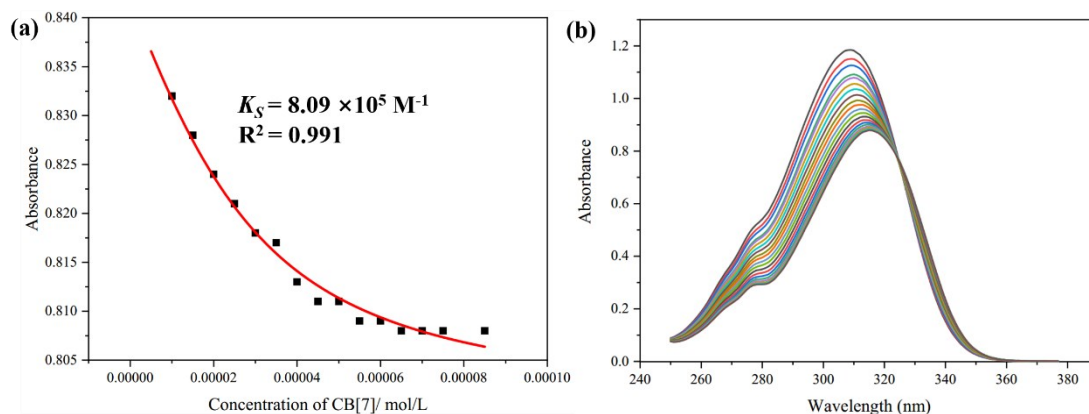 (a)
0.840
0.835
0.830
0.825
0.820
0.815
0.810
0.805
Absorbance
K_S = 8.09 ×10⁵ M⁻¹
R² = 0.991
0.00000 0.00002 0.00004 0.00006 0.00008 0.00010
Concentration of CB[7]/ mol/L
(b)
1.2
1.0
0.8
0.6
0.4
0.2
0.0
Absorbance
240 260 280 300 320 340 360 380
Wavelength (nm)